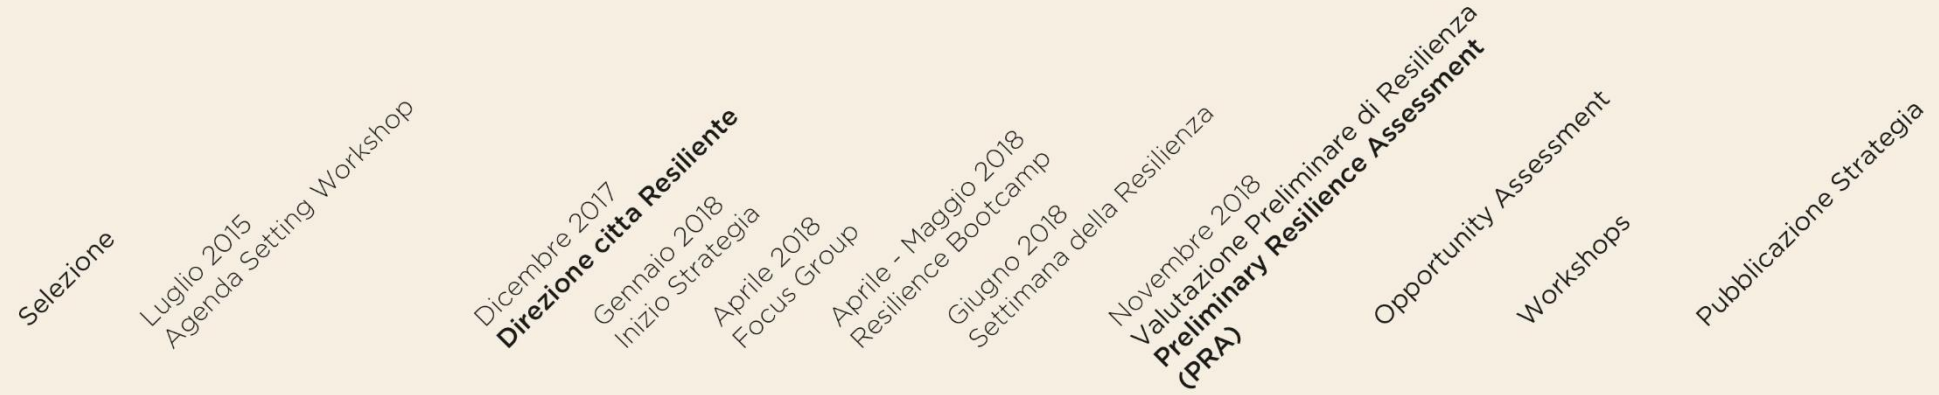 Selezione
Luglio 2015
Agenda Setting Workshop
Dicembre 2017
Direzione citta Resiliente
Gennaio 2018
Inizio Strategia
Aprile 2018
Focus Group
Aprile - Maggio 2018
Resilience Bootcamp
Giugno 2018
Settimana della Resilienza
Novembre 2018
Valutazione Preliminare di Resilienza
Preliminary Resilience Assessment
(PRA)
Opportunity Assessment
Workshops
Pubblicazione Strategia